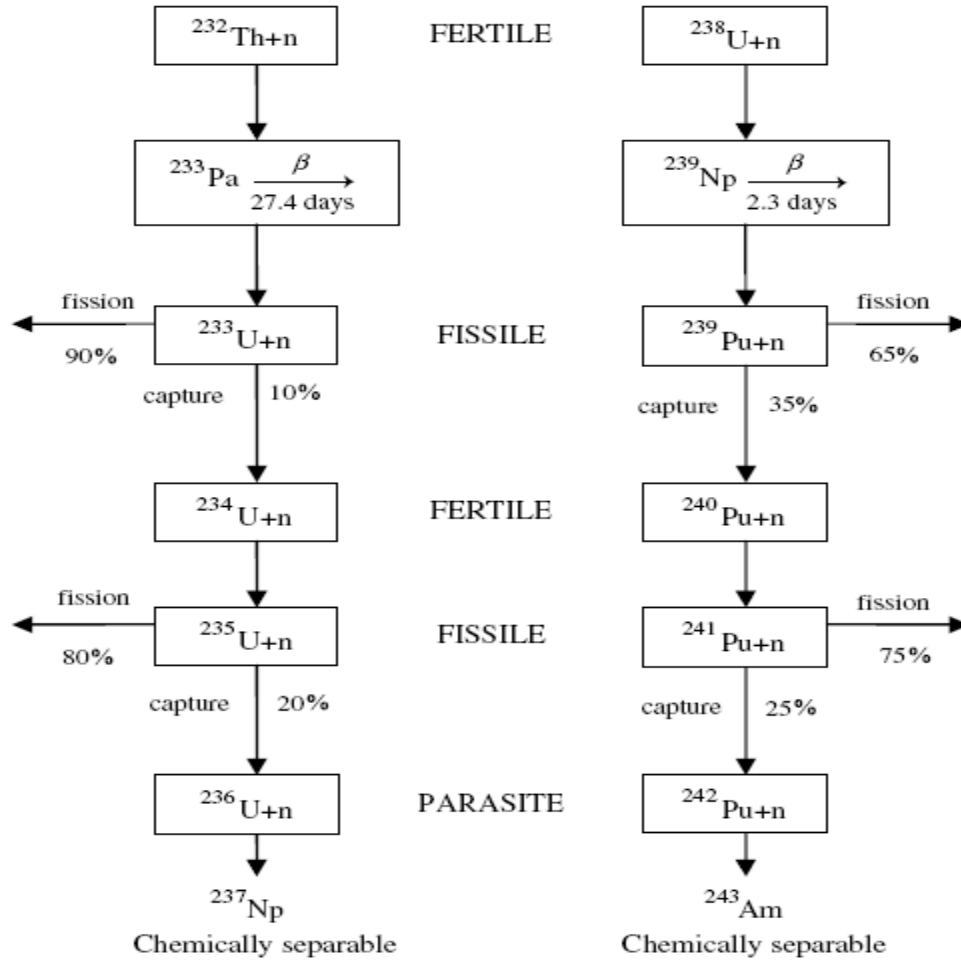 ²³²Th+n FERTILE ²³⁸U+n
²³³Pa β 27.4 days ²³⁹Np β 2.3 days
fission ²³³U+n FISSILE ²³⁹Pu+n fission
90% 65%
capture 10% capture 35%
²³⁴U+n FERTILE ²⁴⁰Pu+n
fission ²³⁵U+n FISSILE ²⁴¹Pu+n fission
80% 75%
capture 20% capture 25%
²³⁶U+n PARASITE ²⁴²Pu+n
²³⁷Np ²⁴³Am
Chemically separable Chemically separable